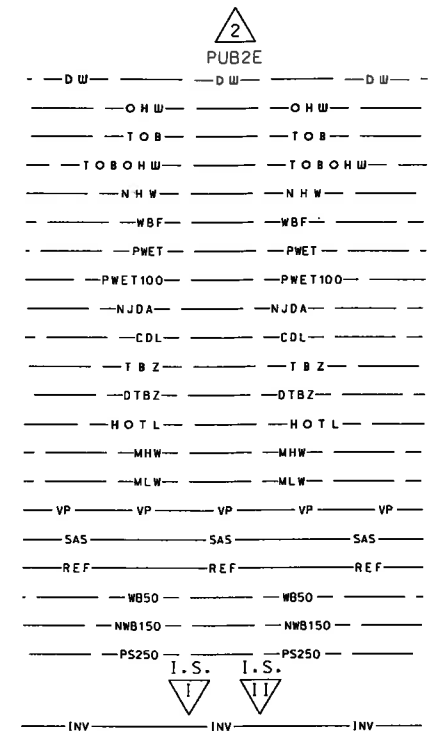 2
PUB2E
DW DW DW
OHW OHW
TOB TOB
TOBOHW TOBOHW
NHW NHW
WBF WBF
PWET PWET
PWET100 PWET100
NJDA NJDA
CDL CDL
TBZ TBZ
DTBZ DTBZ
HOTL HOTL
MHW MHW
MLW MLW
VP VP VP VP VP
SAS SAS SAS
REF REF REF
WB50 WB50
NWB150 NWB150
PS250 PS250
I.S. I.S.
I II
INV INV INV